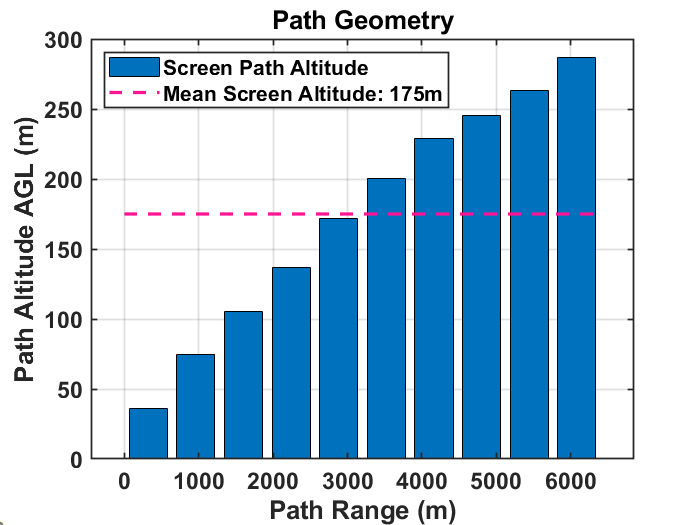 Path Geometry
Screen Path Altitude
Mean Screen Altitude: 175m
Path Altitude AGL (m)
300
250
200
150
100
50
0
0 1000 2000 3000 4000 5000 6000
Path Range (m)